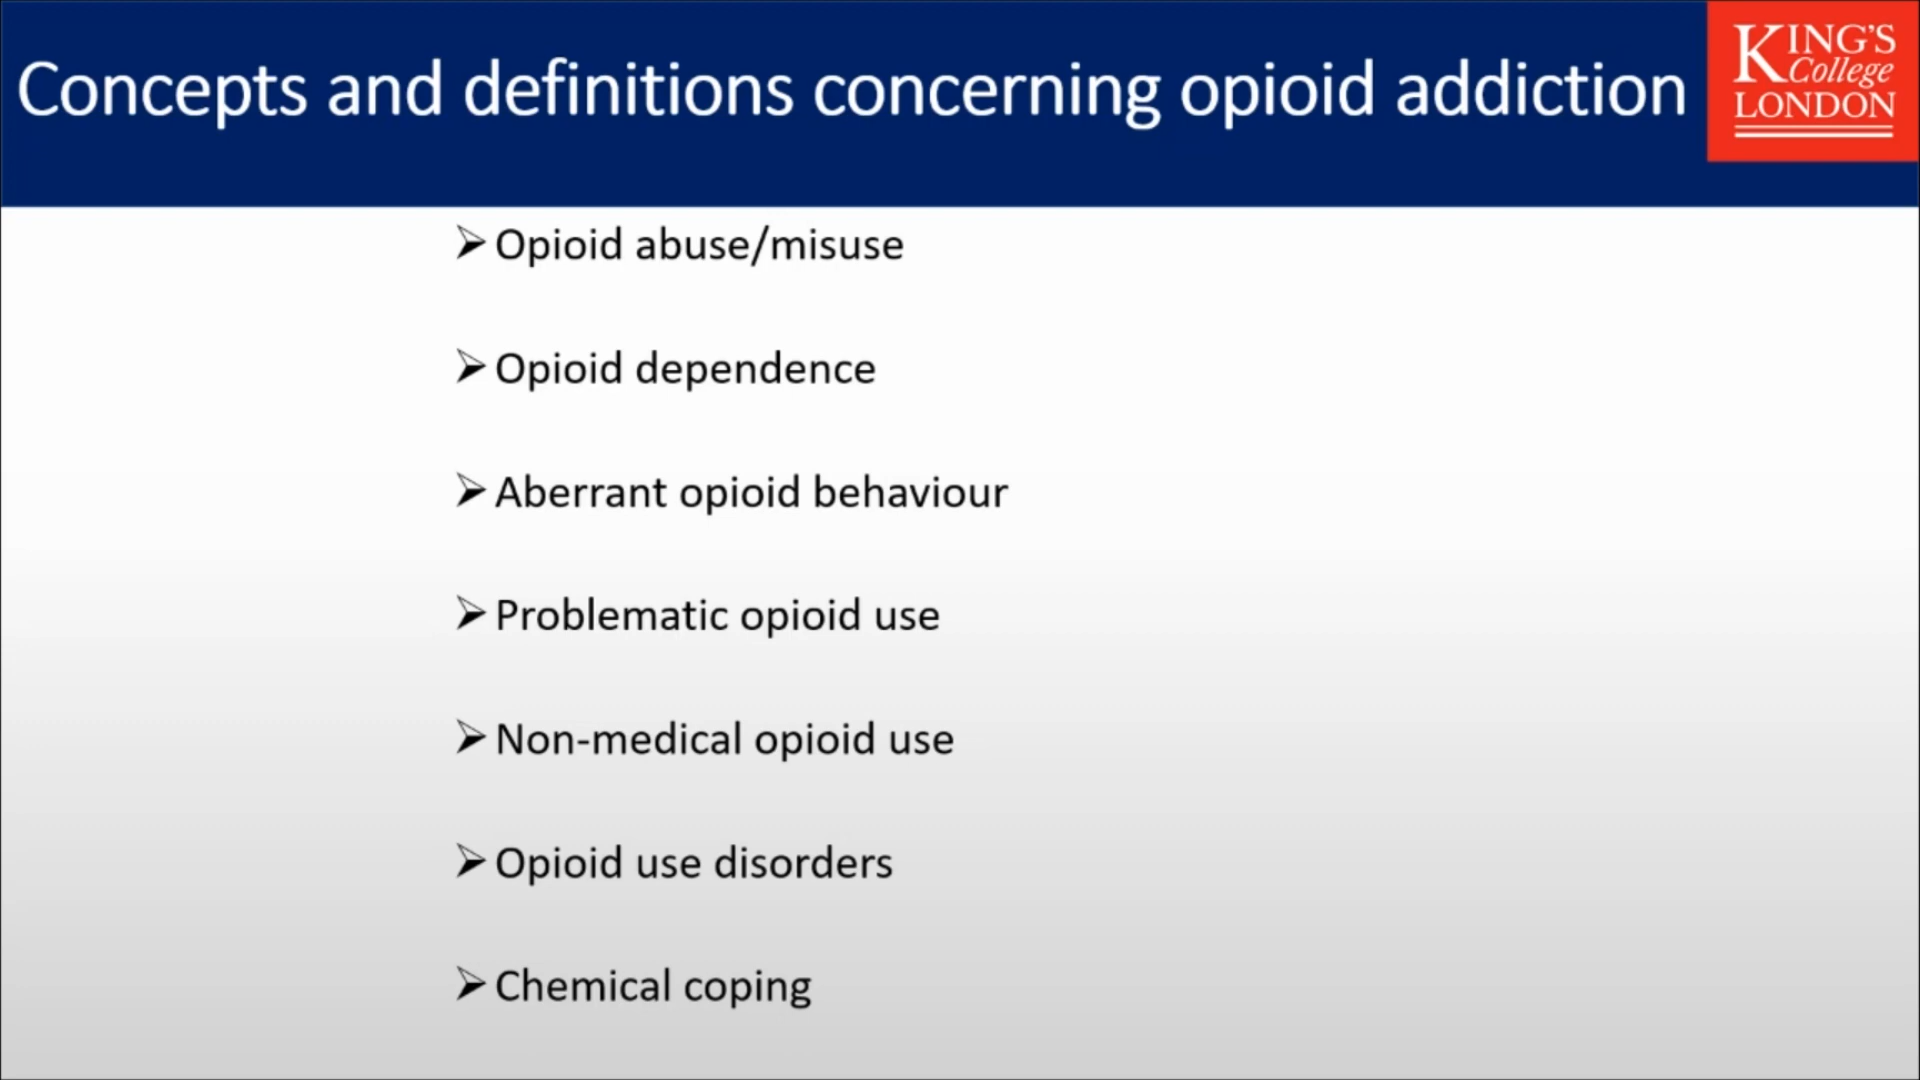 Concepts and definitions concerning opioid addiction
KING'S
College
LONDON
➢ Opioid abuse/misuse
➢ Opioid dependence
➢ Aberrant opioid behaviour
➢ Problematic opioid use
➢ Non-medical opioid use
➢ Opioid use disorders
➢ Chemical coping